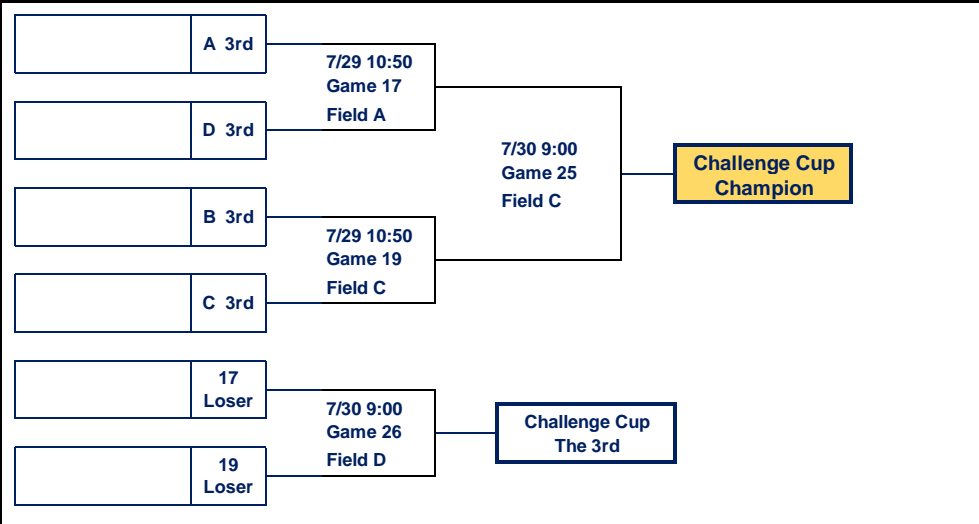 A 3rd
7/29 10:50
Game 17
Field A
D 3rd
7/30 9:00
Game 25
Field C
Challenge Cup
Champion
B 3rd
7/29 10:50
Game 19
Field C
C 3rd
17
Loser
7/30 9:00
Game 26
Field D
Challenge Cup
The 3rd
19
Loser